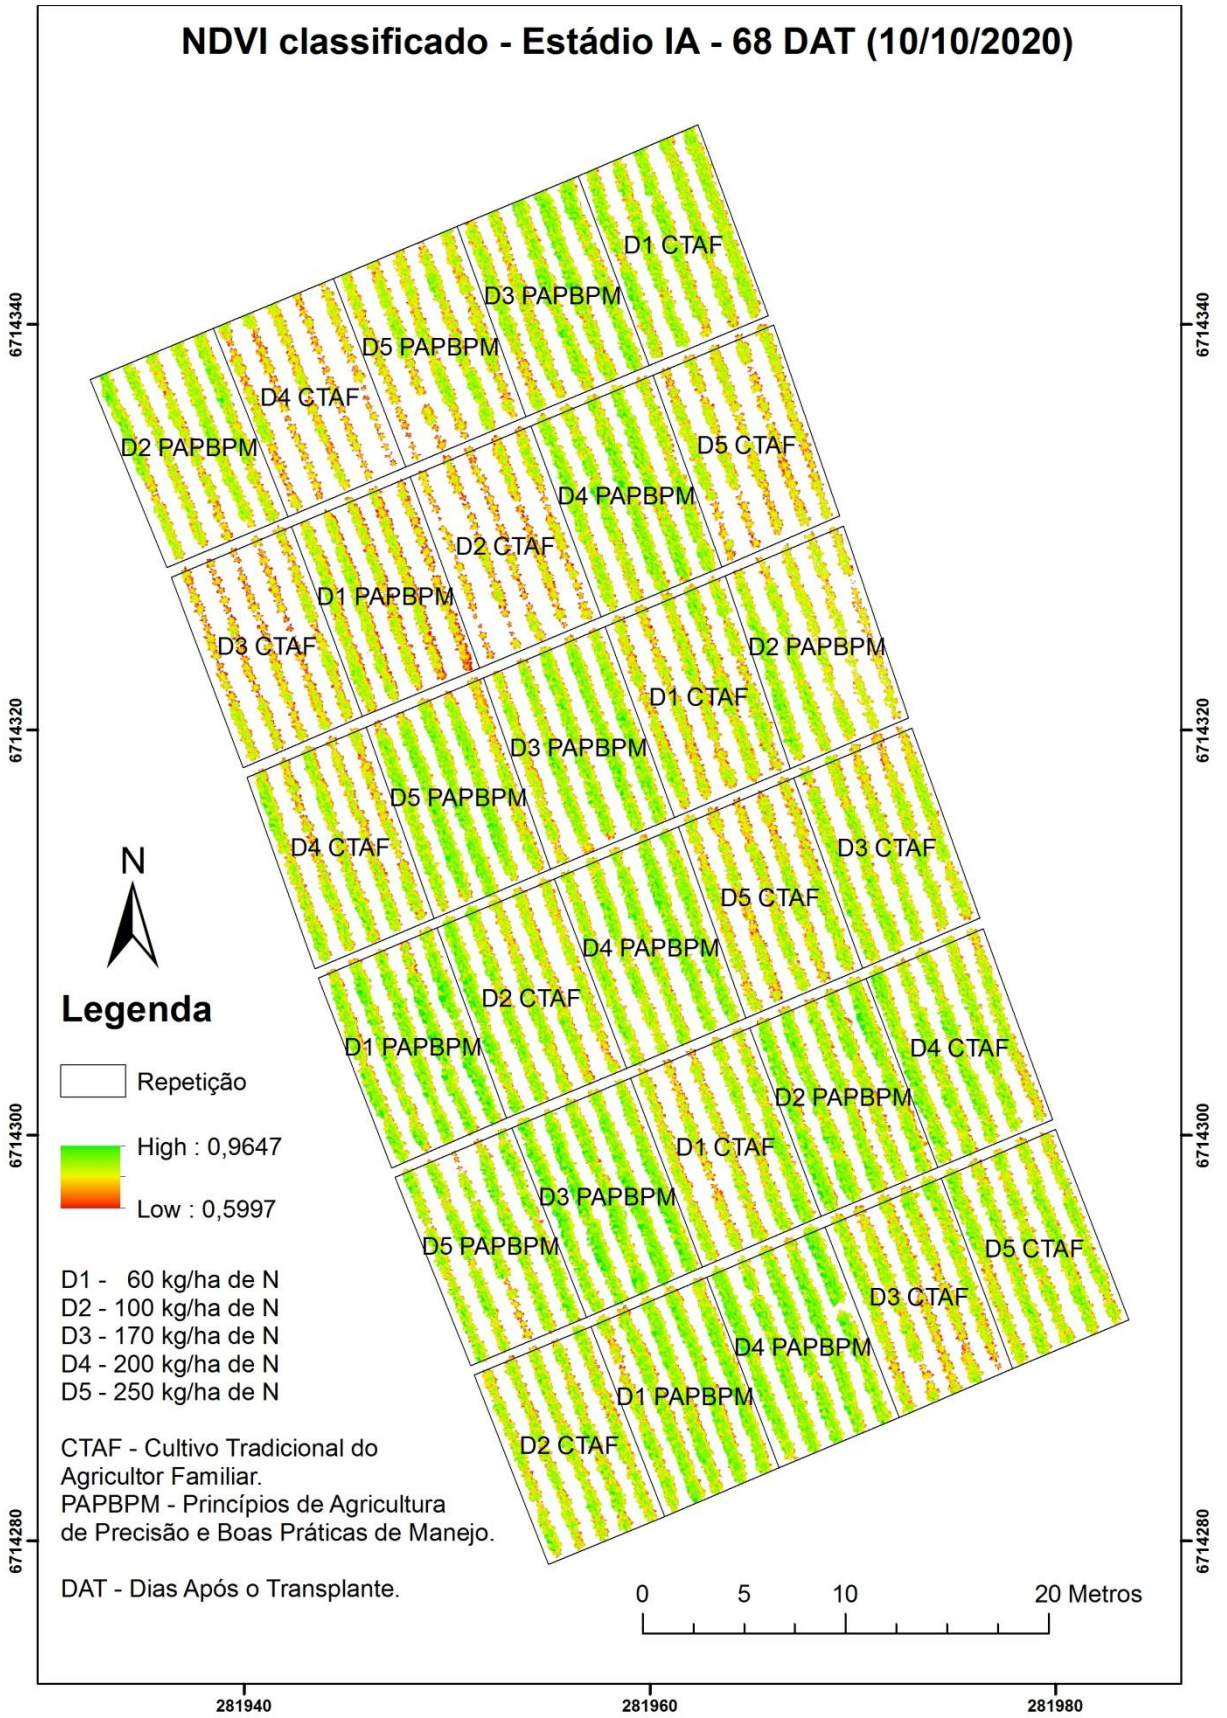 NDVI classificado - Estádio IA - 68 DAT (10/10/2020)
D1 CTAF
D3 PAPBPM
D5 PAPBPM
D4 CTAF
D2 PAPBPM
D5 CTAF
D4 PAPBPM
D2 CTAF
D1 PAPBPM
D3 CTAF
D2 PAPBPM
D1 CTAF
D3 PAPBPM
D5 PAPBPM
D4 CTAF
D3 CTAF
D5 CTAF
D4 PAPBPM
D2 CTAF
D1 PAPBPM
D4 CTAF
D2 PAPBPM
D1 CTAF
D3 PAPBPM
D5 PAPBPM
D5 CTAF
D3 CTAF
D4 PAPBPM
D1 PAPBPM
D2 CTAF
6714340
6714340
6714320
6714320
6714300
6714300
6714280
6714280
N
Legenda
Repetição
High : 0,9647
Low : 0,5997
D1 - 60 kg/ha de N
D2 - 100 kg/ha de N
D3 - 170 kg/ha de N
D4 - 200 kg/ha de N
D5 - 250 kg/ha de N
CTAF - Cultivo Tradicional do
Agricultor Familiar.
PAPBPM - Princípios de Agricultura
de Precisão e Boas Práticas de Manejo.
DAT - Dias Após o Transplante.
0 5 10 20 Metros
281940 281960 281980